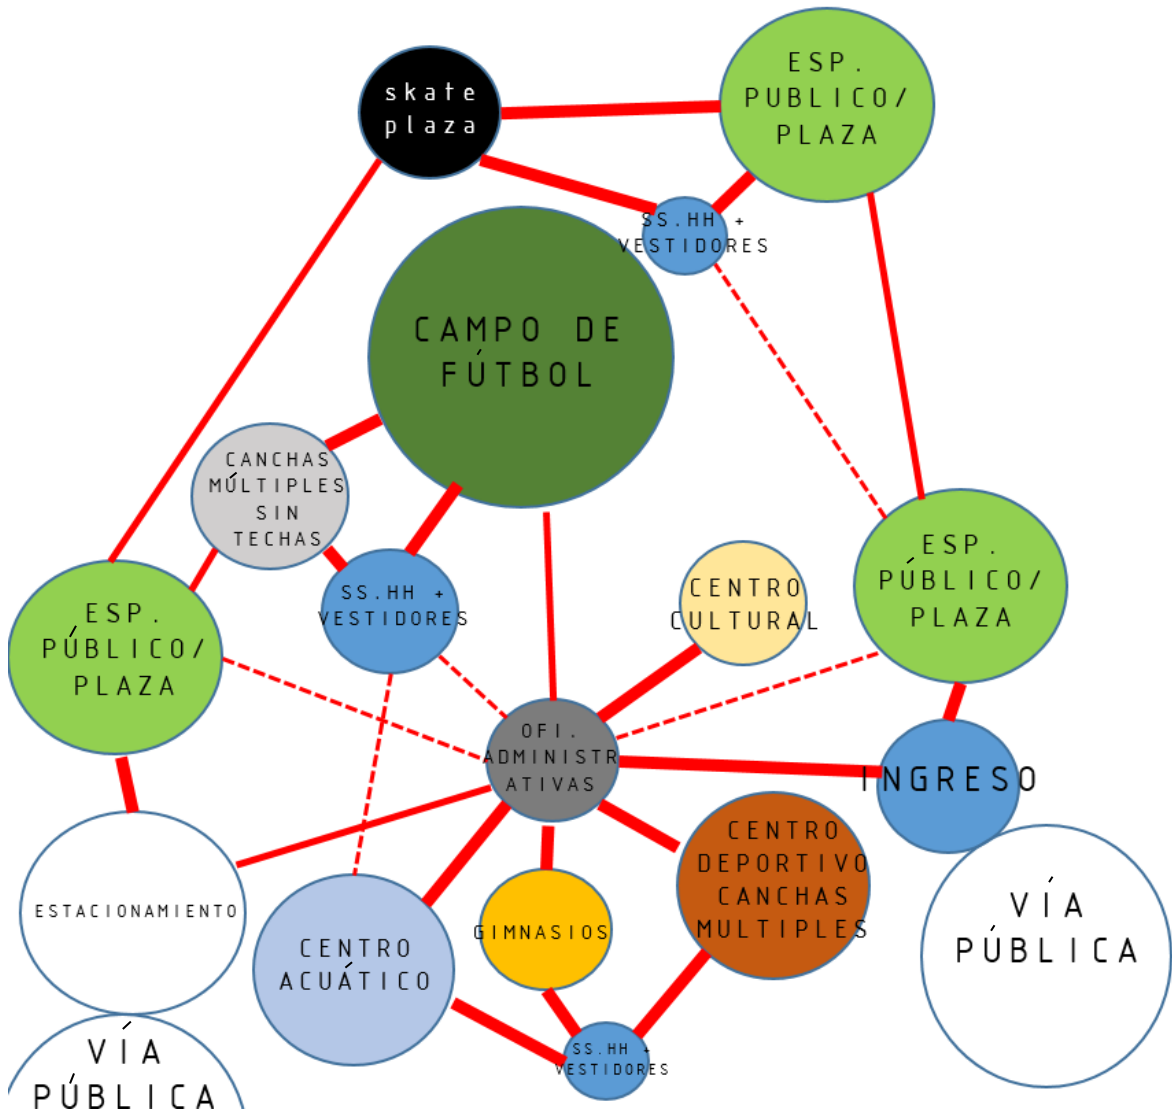 skate
plaza
ESP.
PUBLICO/
PLAZA
SS.HH +
VESTIDORES
CAMPO DE
FÚTBOL
CANCHAS
MÚLTIPLES
SIN
TECHAS
SS.HH +
VESTIDORES
ESP.
PÚBLICO/
PLAZA
CENTRO
CULTURAL
ESP.
PÚBLICO/
PLAZA
OFI.
ADMINISTR
ATIVAS
INGRESO
CENTRO
DEPORTIVO
CANCHAS
MULTIPLES
ESTACIONAMIENTO
CENTRO
ACUÁTICO
GIMNASIOS
VÍA
PÚBLICA
SS.HH +
VESTIDORES
VÍA
PÚBLICA